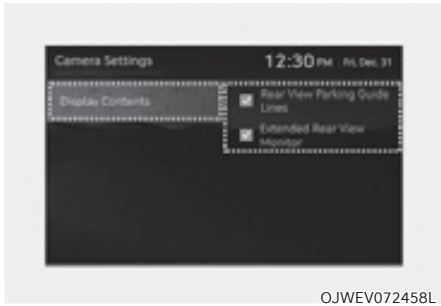 Camera Settings 12:30 PM Fri, Dec, 31
Display Contents
Rear View Parking Guide
Lines
Extended Rear View
Monitor
OJWEV072458L